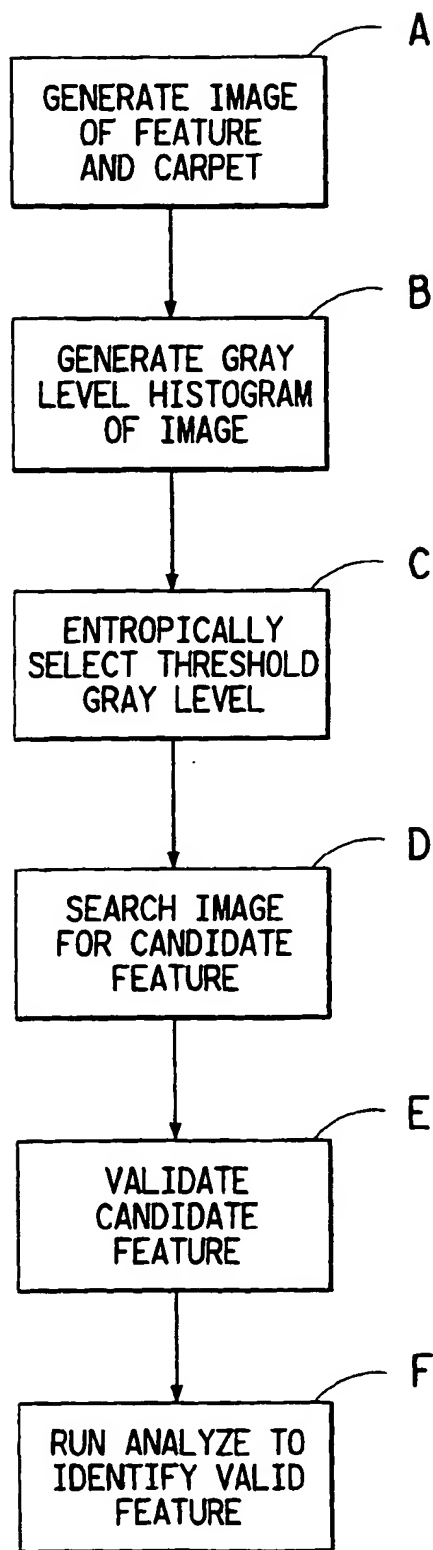 A
GENERATE IMAGE
OF FEATURE
AND CARPET
B
GENERATE GRAY
LEVEL HISTOGRAM
OF IMAGE
C
ENTROPICALLY
SELECT THRESHOLD
GRAY LEVEL
D
SEARCH IMAGE
FOR CANDIDATE
FEATURE
E
VALIDATE
CANDIDATE
FEATURE
F
RUN ANALYZE TO
IDENTIFY VALID
FEATURE